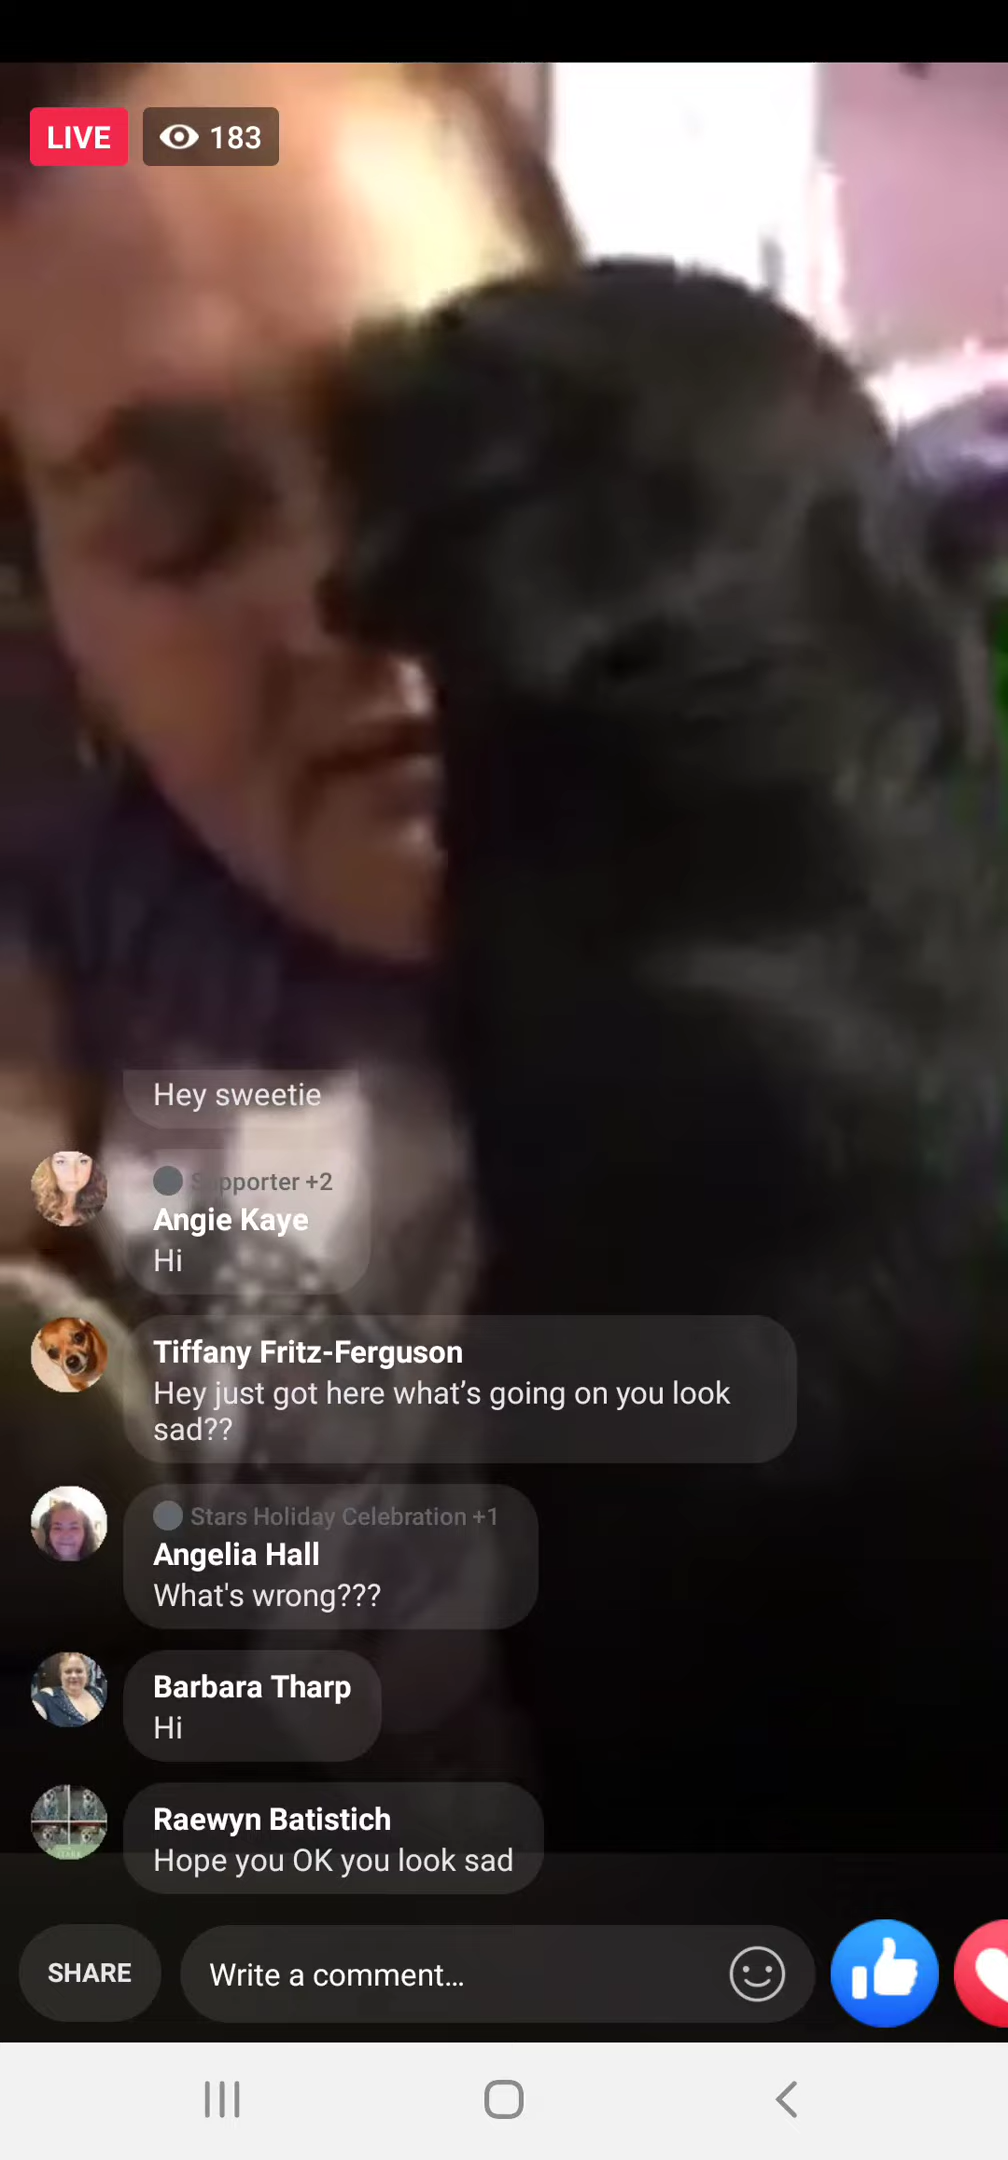 LIVE
183
Hey sweetie
Supporter +2
Angie Kaye
Hi
Tiffany Fritz-Ferguson
Hey just got here what's going on you look
sad??
Stars Holiday Celebration +1
Angelia Hall
What's wrong???
Barbara Tharp
Hi
Raewyn Batistich
Hope you OK you look sad
SHARE
Write a comment...